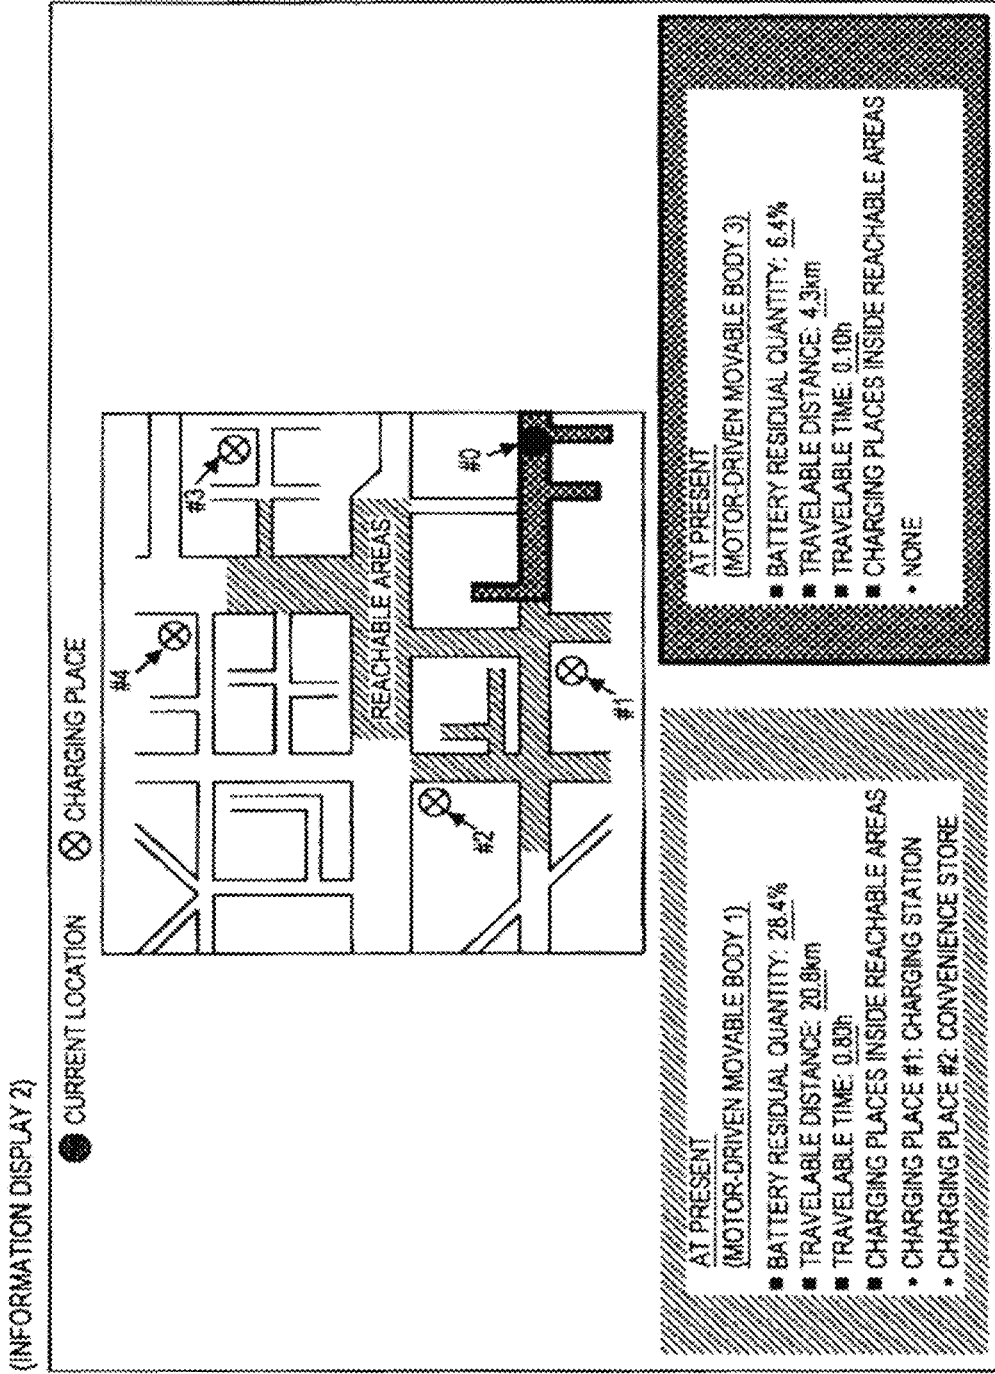 (INFORMATION DISPLAY 2)
CURRENT LOCATION
CHARGING PLACE
#4
#3
REACHABLE AREAS
#2
#0
#1
AT PRESENT
(MOTOR-DRIVEN MOVABLE BODY 1)
■ BATTERY RESIDUAL QUANTITY: 28.4%
■ TRAVELABLE DISTANCE: 20.8km
■ TRAVELABLE TIME: 0.80h
■ CHARGING PLACES INSIDE REACHABLE AREAS
• CHARGING PLACE #1: CHARGING STATION
• CHARGING PLACE #2: CONVENIENCE STORE
AT PRESENT
(MOTOR-DRIVEN MOVABLE BODY 3)
■ BATTERY RESIDUAL QUANTITY: 6.4%
■ TRAVELABLE DISTANCE: 4.3km
■ TRAVELABLE TIME: 0.10h
■ CHARGING PLACES INSIDE REACHABLE AREAS
• NONE